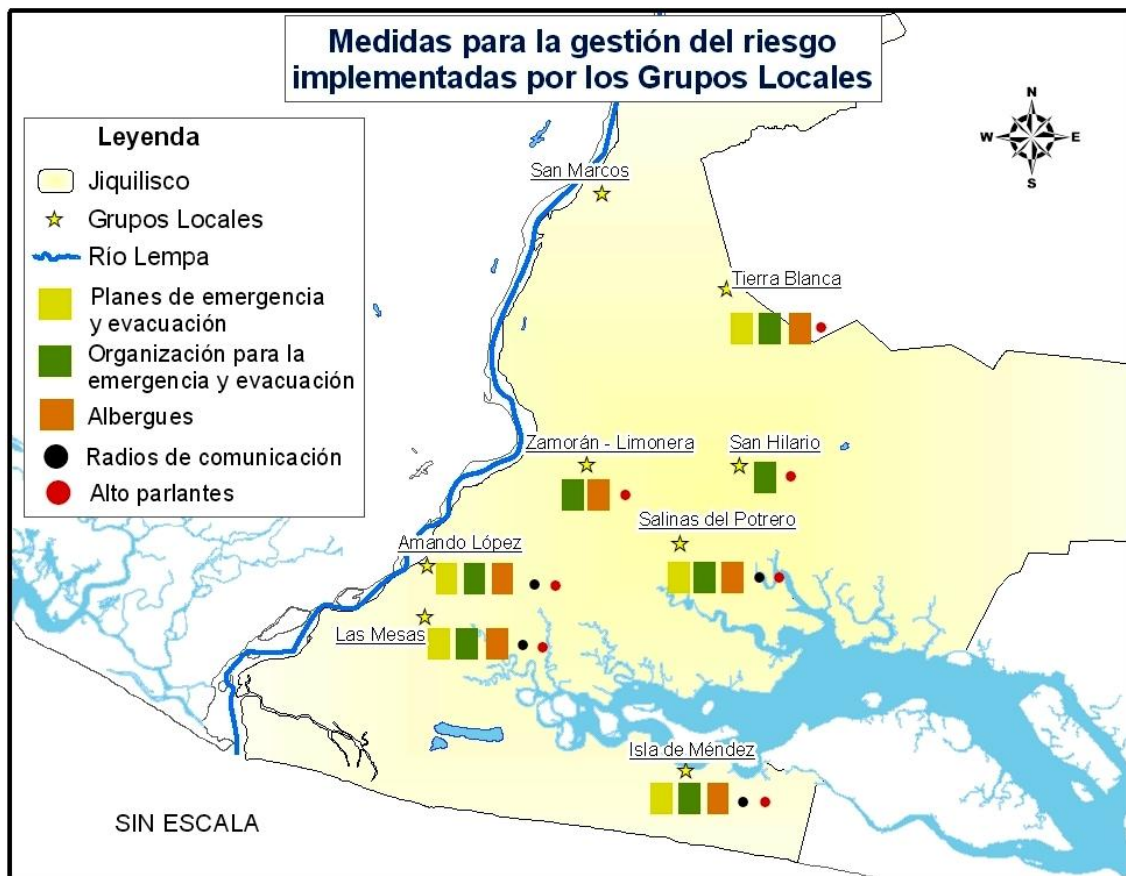 Medidas para la gestión del riesgo
implementadas por los Grupos Locales
Leyenda
Jiquilisco
Grupos Locales
Río Lempa
Planes de emergencia
y evacuación
Organización para la
emergencia y evacuación
Albergues
Radios de comunicación
Alto parlantes
N
W
E
S
San Marcos
Tierra Blanca
Zamorán - Limonera
San Hilario
Salinas del Potrero
Amando López
Las Mesas
Isla de Méndez
SIN ESCALA